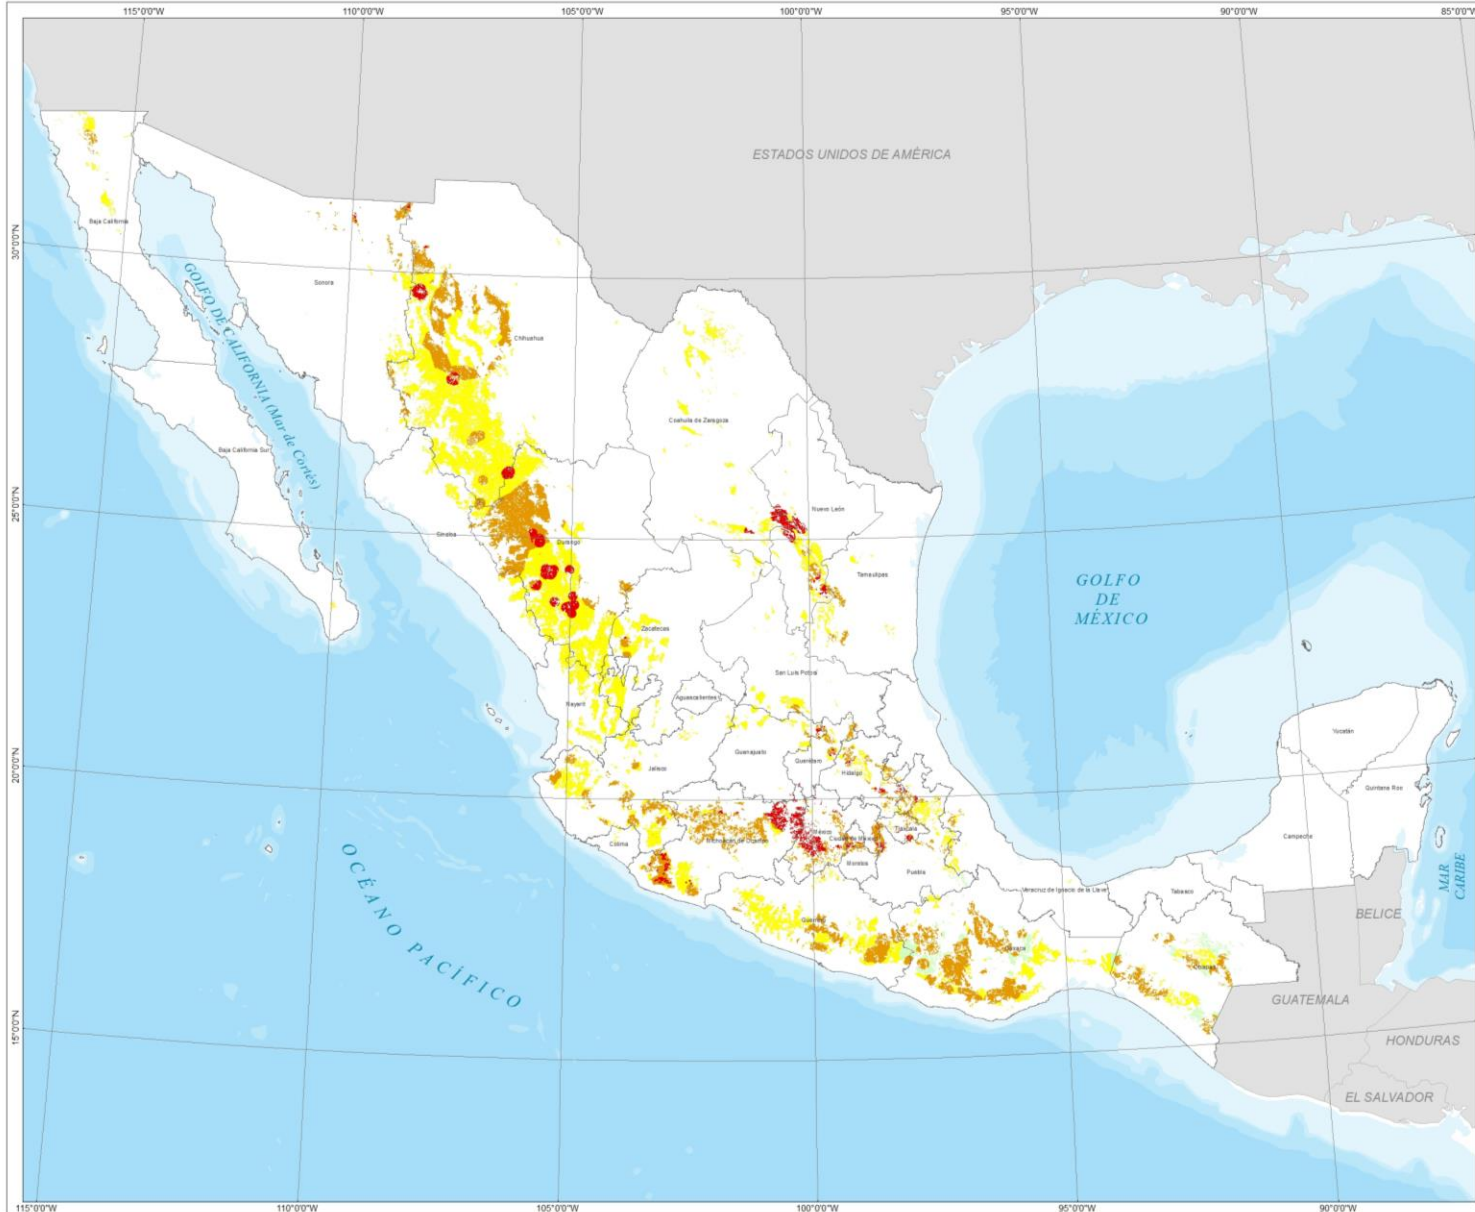 115°0'0"W 110°0'0"W 105°0'0"W 100°0'0"W 95°0'0"W 90°0'0"W 85°0'0"W
ESTADOS UNIDOS DE AMÉRICA
Baja California
30°0'0"N
Sonora
GOLFO DE CALIFORNIA (Mar de Cortés)
Chihuahua
Coahuila de Zaragoza
Baja California Sur
25°0'0"N
Nuevo León
Sinaloa
Durango
Tamaulipas
GOLFO
DE
MÉXICO
Zacatecas
San Luis Potosí
Aguascalientes
Nayarit
Yucatán
20°0'0"N
Guanajuato
Querétaro
Hidalgo
Jalisco
Quintana Roo
Campeche
Tlaxcala
México
Ciudad de México
Michoacán de Ocampo
Colima
Morelos
Puebla
Veracruz de Ignacio de la Llave
Tabasco
MAR
CARIBE
OCÉANO PACÍFICO
BELICE
Guerrero
Oaxaca
Chiapas
GUATEMALA
15°0'0"N
HONDURAS
EL SALVADOR
115°0'0"W 110°0'0"W 105°0'0"W 100°0'0"W 95°0'0"W 90°0'0"W